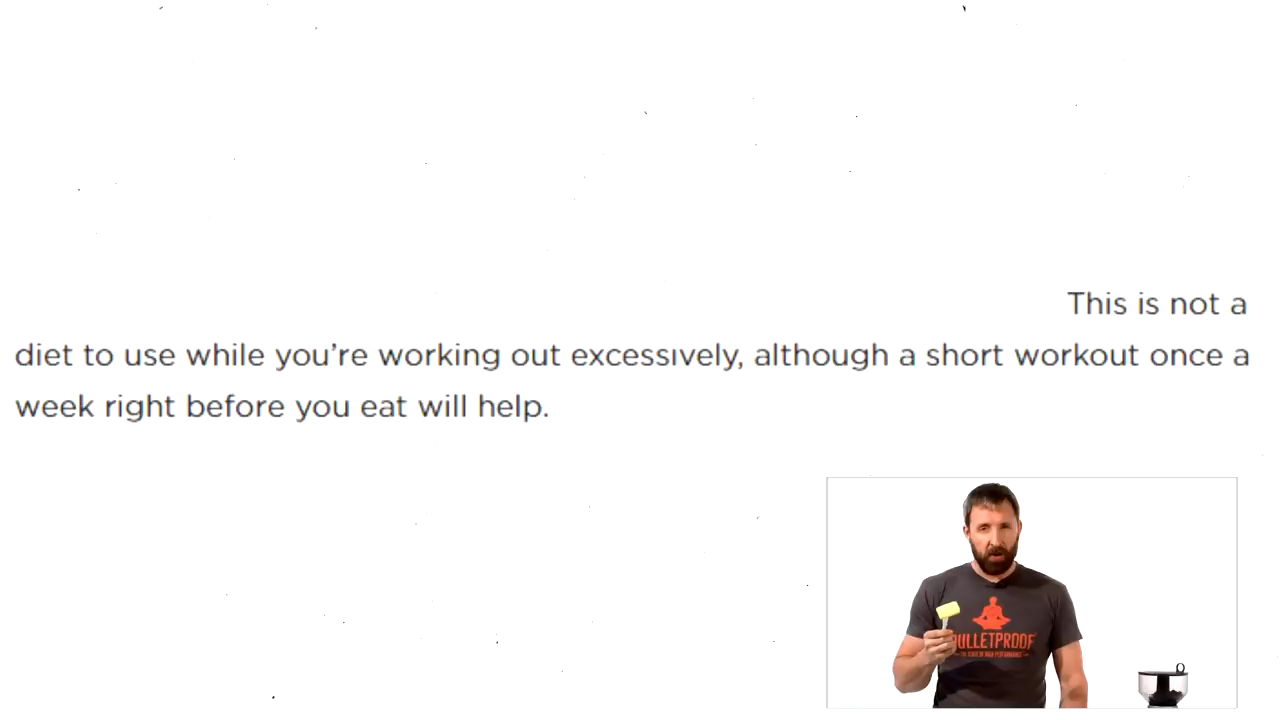 This is not a
diet to use while you're working out excessively, although a short workout once a
week right before you eat will help.
BULLETPROOF